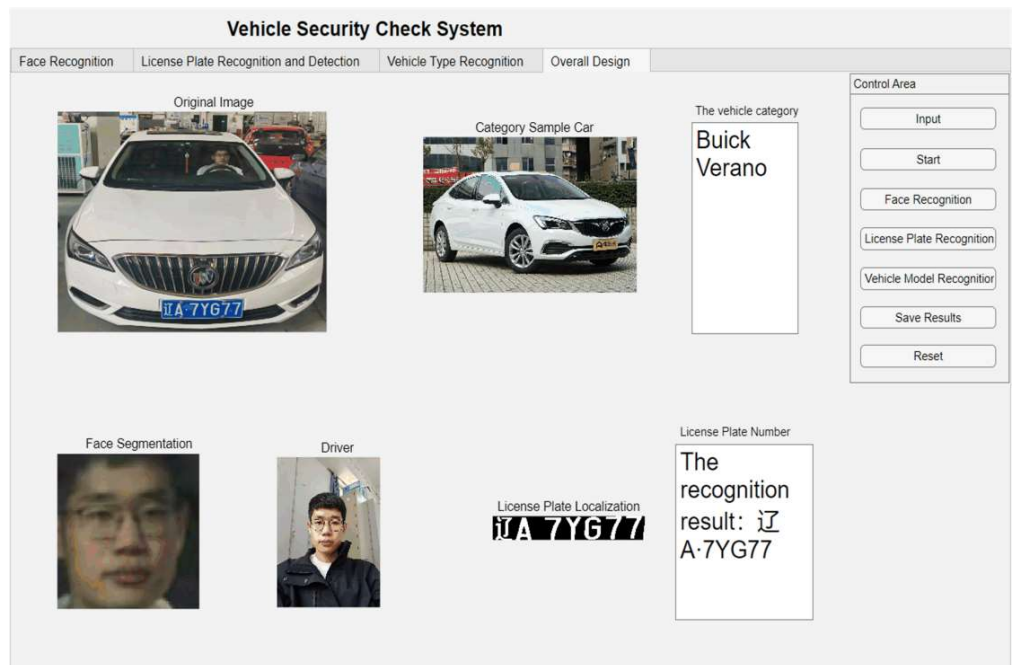 Vehicle Security Check System
Face Recognition
License Plate Recognition and Detection
Vehicle Type Recognition
Overall Design
Original Image
辽A·7YG77
Category Sample Car
The vehicle category
Buick
Verano
Control Area
Input
Start
Face Recognition
License Plate Recognition
Vehicle Model Recognition
Save Results
Reset
Face Segmentation
Driver
License Plate Localization
辽A 7YG77
License Plate Number
The
recognition
result: 辽
A·7YG77